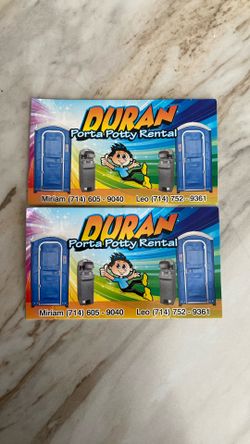 DURAN
Porta Potty Rental
Miriam (714) 605 - 9040 Leo (714) 752 - 9361
DURAN
Porta Potty Rental
Miriam (714) 605 - 9040 Leo (714) 752 - 9361